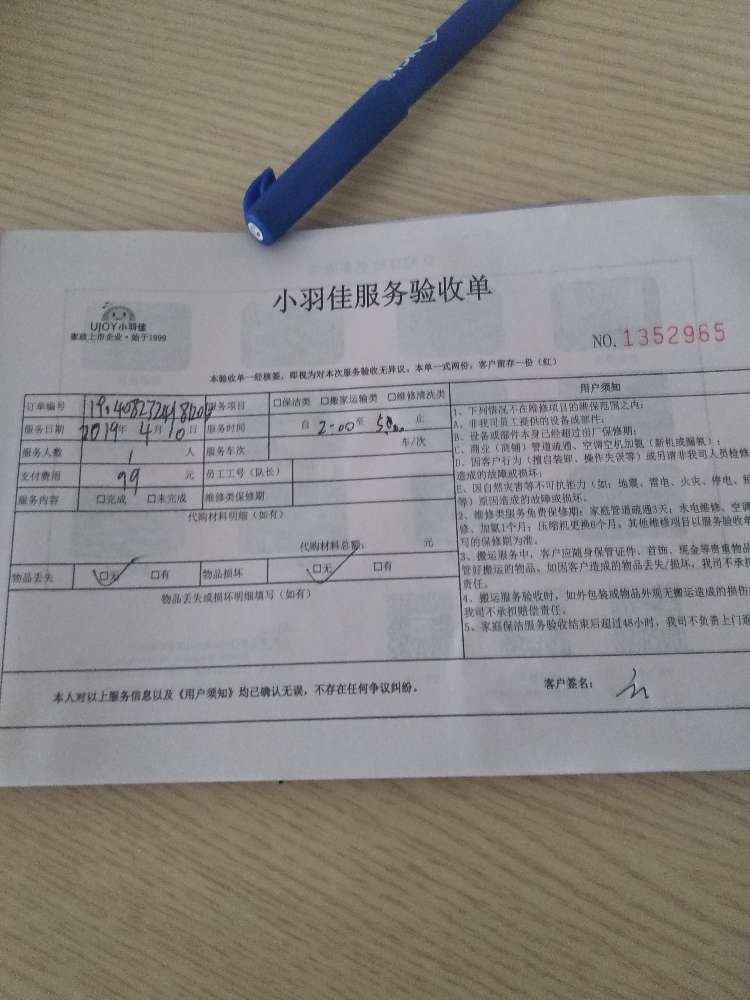 小羽佳服务验收单
UJOY小羽佳
家政上市企业·始于1999
NO.1352965
本验收单一经核签，即视为对本次服务验收无异议。本单一式两份，客户留存一份（红）
订单编号 服务项目 □保洁类 □搬家运输类 □维修清洗类
服务日期 2019年 4月 10日 服务时间 自 2:00 至 5:00 止
服务人数 1 人 服务车次 车/次
支付费用 99 元 员工工号（队长）
服务内容 □完成 □未完成 维修类保修期
代购材料明细（如有）
代购材料总额： 元
物品丢失 □无 □有 物品损坏 □无 □有
物品丢失或损坏明细填写（如有）
用户须知
1、下列情况不在维修项目的维保范围之内：
A、非我司员工提供的设备或部件；
B、设备或部件本身已经超过出厂保修期；
C、商业（店铺）管道疏通、空调空机加氨（新机或漏氟）；
D、因客户行为（擅自装卸、操作失误等）或另请非我司人员检修
造成的故障或损坏；
E、因自然灾害等不可抗拒力（如：地震、雷电、火灾、停电、短
等）原因造成的故障或损坏。
2、维修类服务免费保修期：家庭管道疏通3天；水电维修、空调
修、加氟1个月；压缩机更换6个月，其他维修项目以服务验收单
写的保修期为准。
3、搬运服务中，客户应随身保管证件、首饰、现金等贵重物品
管好搬运的物品、如因客户造成的物品丢失/损坏，我司不承担
责任。
4、搬运服务验收时，如外包装或物品外观无搬运造成的损伤
我司不承担赔偿责任。
5、家庭保洁服务验收结束后超过48小时，我司不负责上门返
本人对以上服务信息以及《用户须知》均已确认无误，不存在任何争议纠纷。
客户签名：